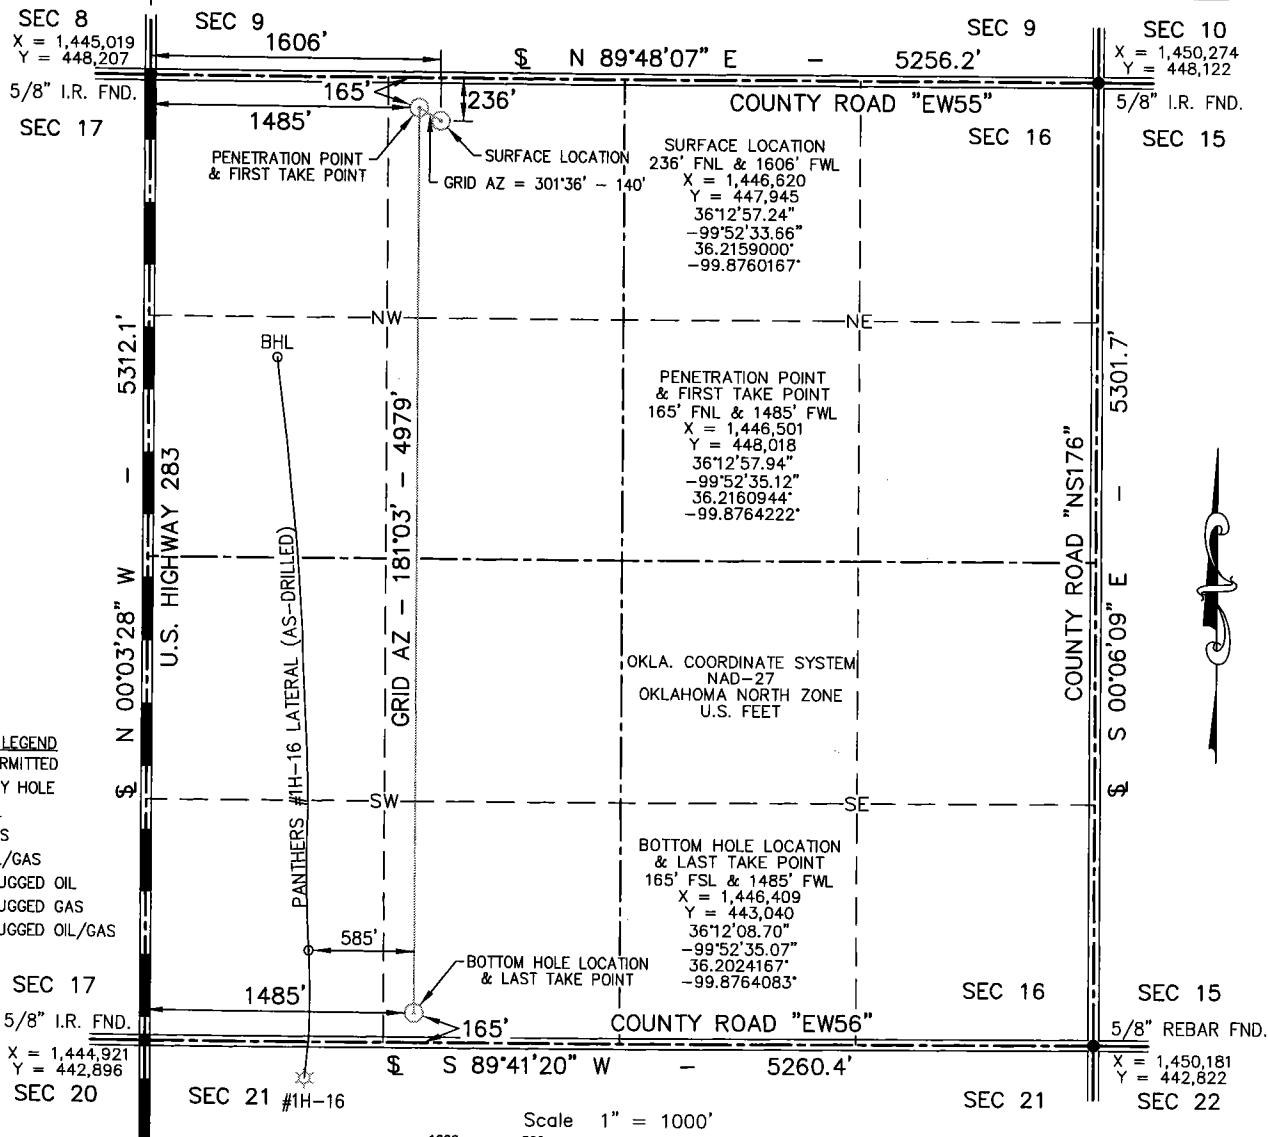 SEC 8
X = 1,445,019
Y = 448,207
SEC 9
1606'
N 89°48'07" E - 5256.2'
SEC 9
SEC 10
X = 1,450,274
Y = 448,122
5/8" I.R. FND.
SEC 17
165'
1485'
236'
COUNTY ROAD "EW55"
5/8" I.R. FND.
SEC 16
SEC 15
PENETRATION POINT
& FIRST TAKE POINT
SURFACE LOCATION
GRID AZ = 301°36' - 140'
SURFACE LOCATION
236' FNL & 1606' FWL
X = 1,446,620
Y = 447,945
36°12'57.24"
-99°52'33.66"
36.2159000°
-99.8760167°
NW
NE
BHL
5312.1'
-
N 00°03'28" W
U.S. HIGHWAY 283
PANTHERS #1H-16 LATERAL (AS-DRILLED)
GRID AZ - 181°03' - 4979'
PENETRATION POINT
& FIRST TAKE POINT
165' FNL & 1485' FWL
X = 1,446,501
Y = 448,018
36°12'57.94"
-99°52'35.12"
36.2160944°
-99.8764222°
COUNTY ROAD "NS176"
5301.7'
-
S 00°06'09" E
OKLA. COORDINATE SYSTEM
NAD-27
OKLAHOMA NORTH ZONE
U.S. FEET
LEGEND
RMITTED
Y HOLE
S
/GAS
UGGED OIL
UGGED GAS
UGGED OIL/GAS
SW
SE
BOTTOM HOLE LOCATION
& LAST TAKE POINT
165' FSL & 1485' FWL
X = 1,446,409
Y = 443,040
36°12'08.70"
-99°52'35.07"
36.2024167°
-99.8764083°
585'
BOTTOM HOLE LOCATION
& LAST TAKE POINT
SEC 17
1485'
165'
SEC 16
SEC 15
5/8" I.R. FND.
COUNTY ROAD "EW56"
5/8" REBAR FND.
X = 1,444,921
Y = 442,896
S 89°41'20" W - 5260.4'
X = 1,450,181
Y = 442,822
SEC 20
SEC 21
#1H-16
SEC 21
SEC 22
Scale 1" = 1000'